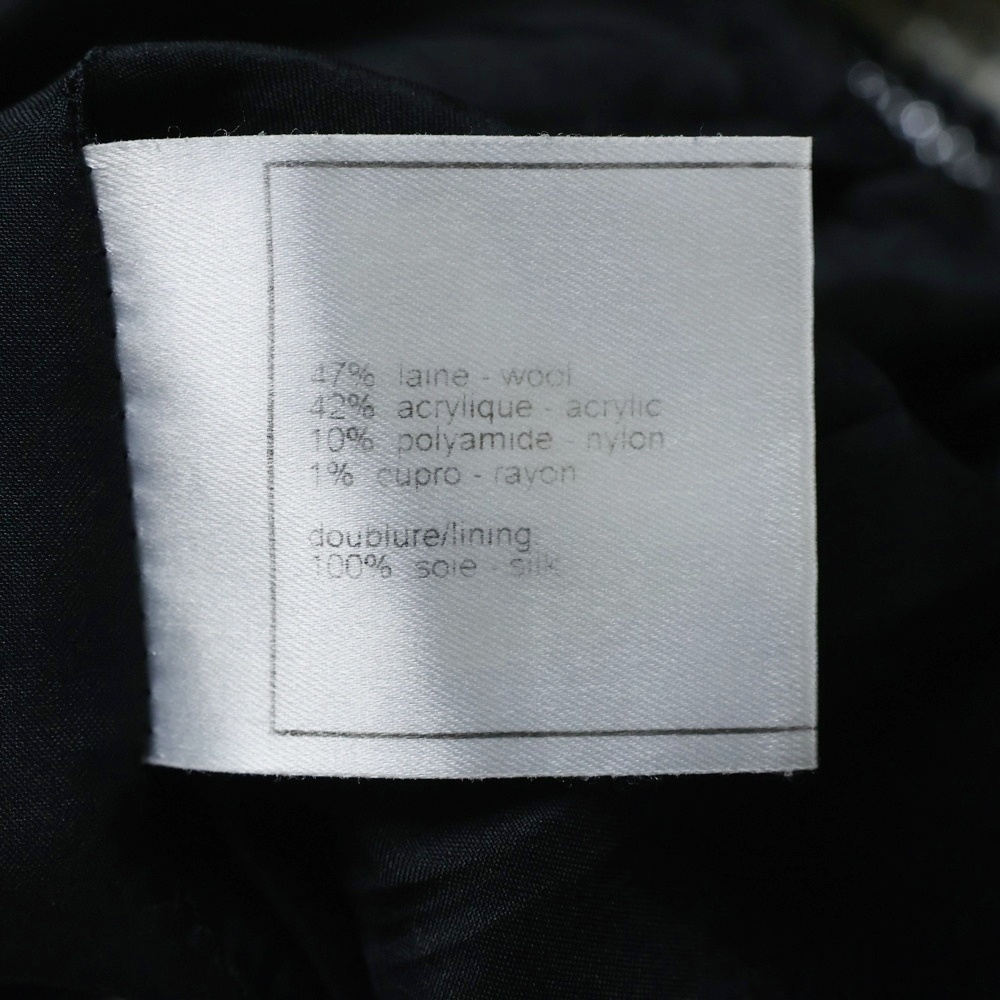 47% laine - wool
42% acrylique - acrylic
10% polyamide - nylon
1% cupro - rayon
doublure/lining
100% soie - silk